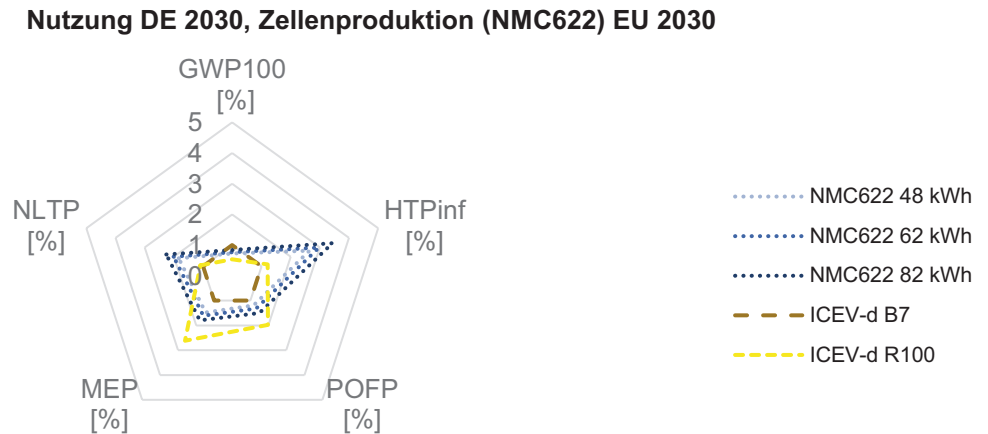 Nutzung DE 2030, Zellenproduktion (NMC622) EU 2030
GWP100
[%]
5
4
3
2
1
0
HTPinf
[%]
POFP
[%]
MEP
[%]
NLTP
[%]
NMC622 48 kWh
NMC622 62 kWh
NMC622 82 kWh
ICEV-d B7
ICEV-d R100